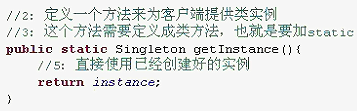 //2: 定义一个方法来为客户端提供类实例
//3: 这个方法需要定义成类方法，也就是要加static
public static Singleton getInstance(){
//5: 直接使用已经创建好的实例
return instance;
}